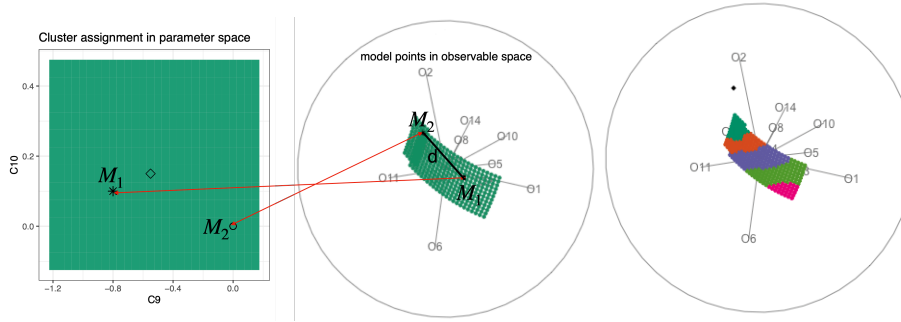 Cluster assignment in parameter space
0.4
0.2
0.0
C10
M1
M2
-1.2
-0.8
-0.4
0.0
C9
model points in observable space
O2
M2
O14
O8
O10
d
O5
O11
M1
O1
O6
O2
O14
O8
O10
O5
O11
O1
O6